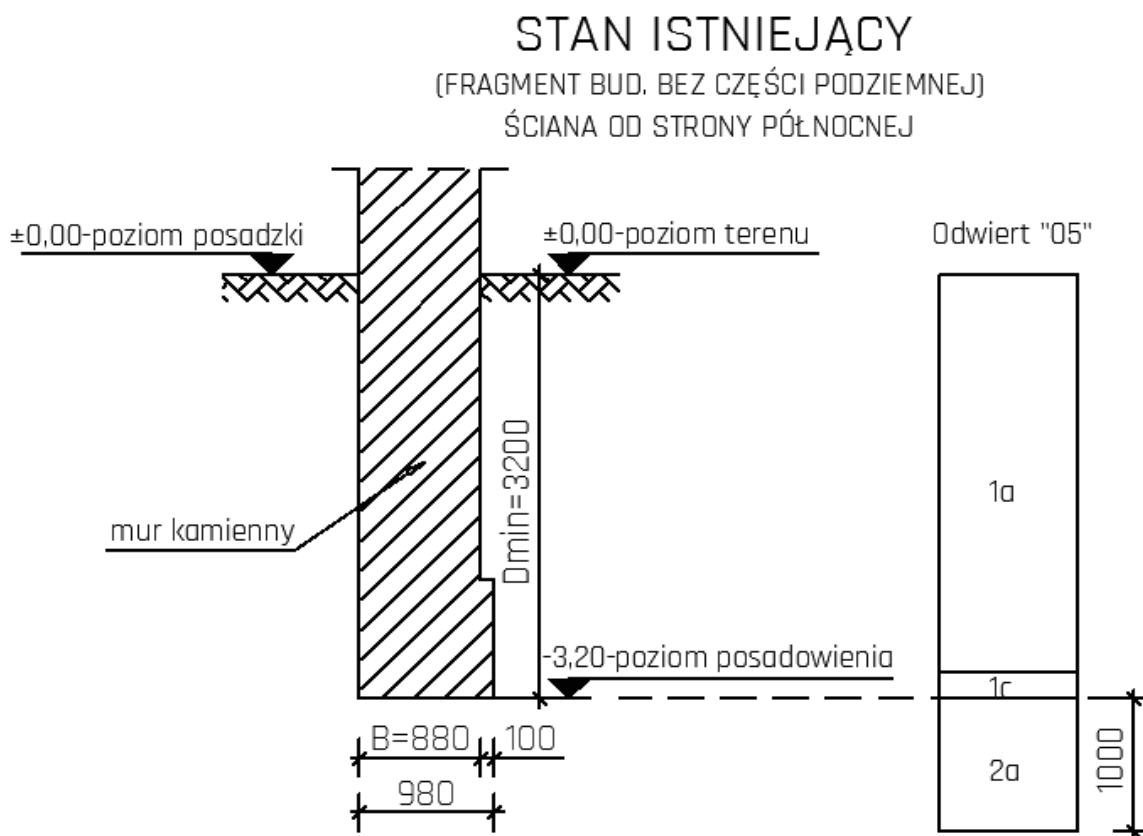 STAN ISTNIEJĄCY
(FRAGMENT BUD. BEZ CZĘŚCI PODZIEMNEJ)
ŚCIANA OD STRONY PÓŁNOCNEJ
±0,00-poziom posadzki
±0,00-poziom terenu
Odwiert "05"
mur kamienny
Dmin=3200
1a
-3,20-poziom posadowienia
1c
B=880
100
980
2a
1000